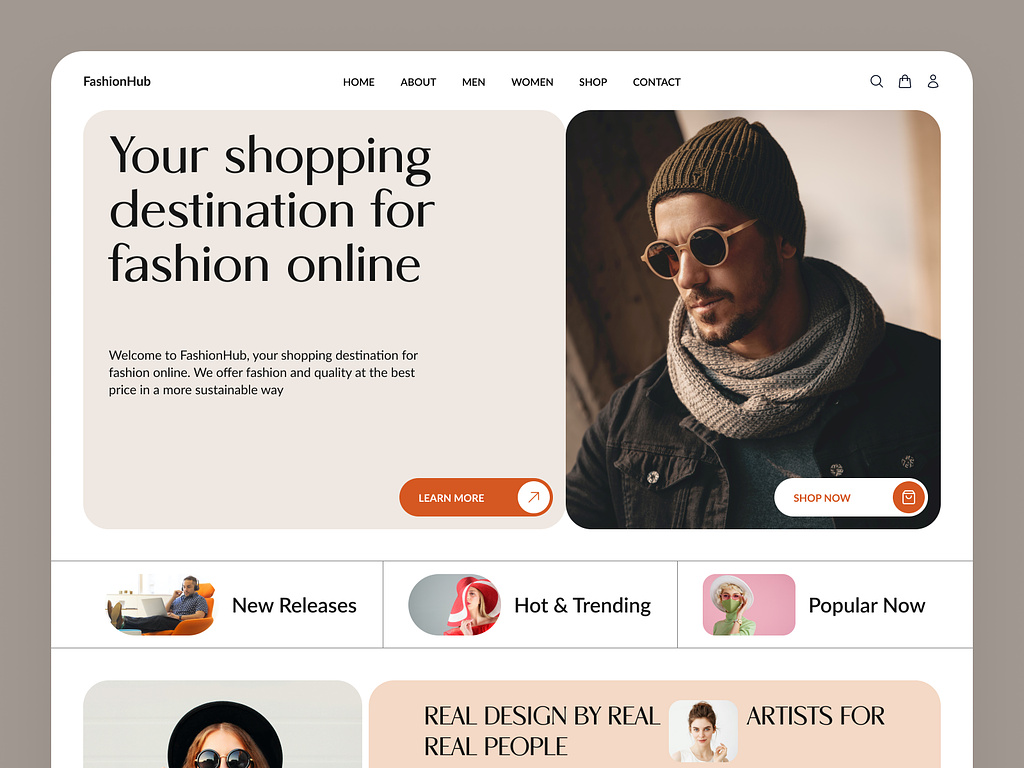 FashionHub
HOME ABOUT MEN WOMEN SHOP CONTACT
Your shopping
destination for
fashion online
Welcome to FashionHub, your shopping destination for
fashion online. We offer fashion and quality at the best
price in a more sustainable way
LEARN MORE
SHOP NOW
New Releases
Hot & Trending
Popular Now
REAL DESIGN BY REAL ARTISTS FOR
REAL PEOPLE